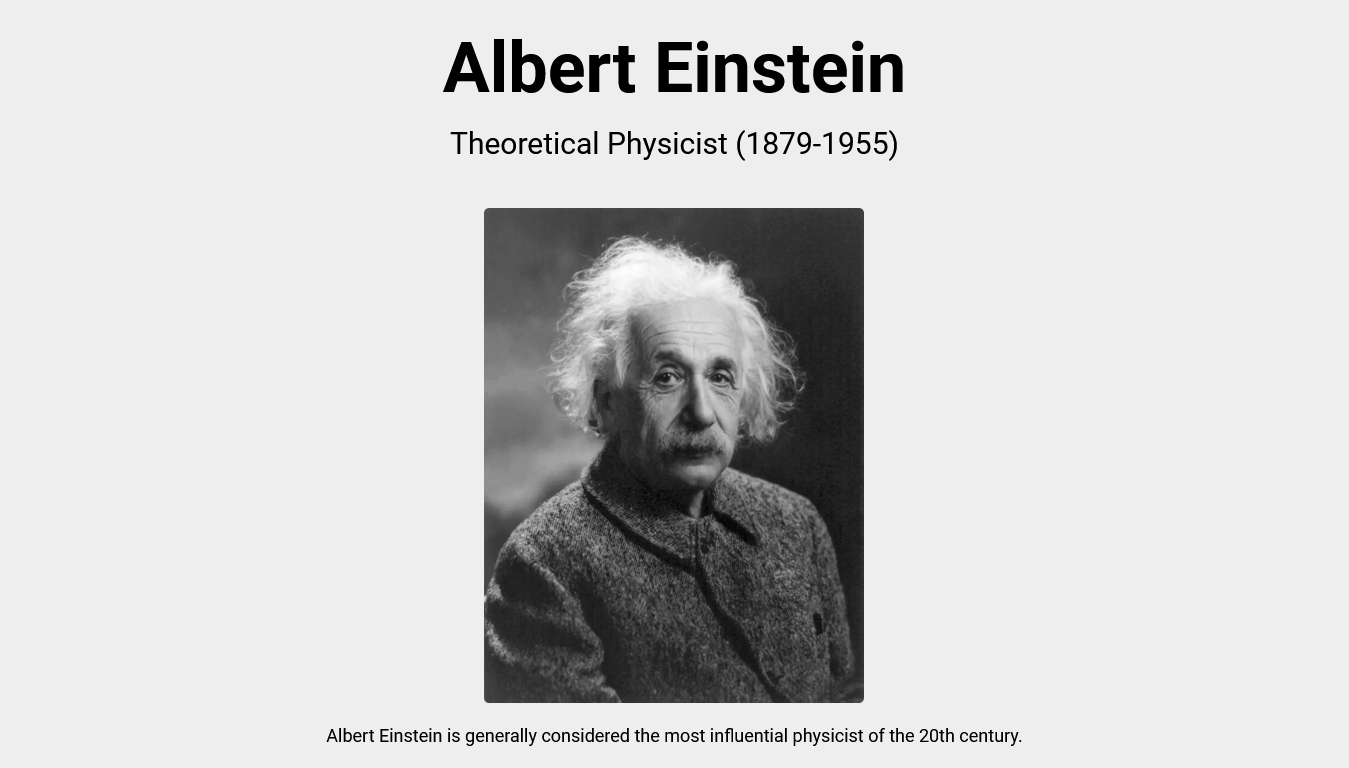 Albert Einstein
Theoretical Physicist (1879-1955)
Albert Einstein is generally considered the most influential physicist of the 20th century.